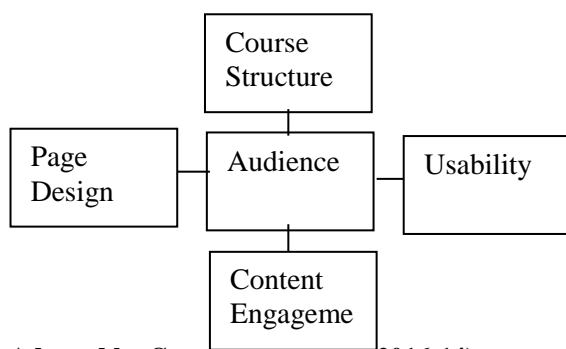 Course
Structure
Page
Design
Audience
Usability
Content
Engageme